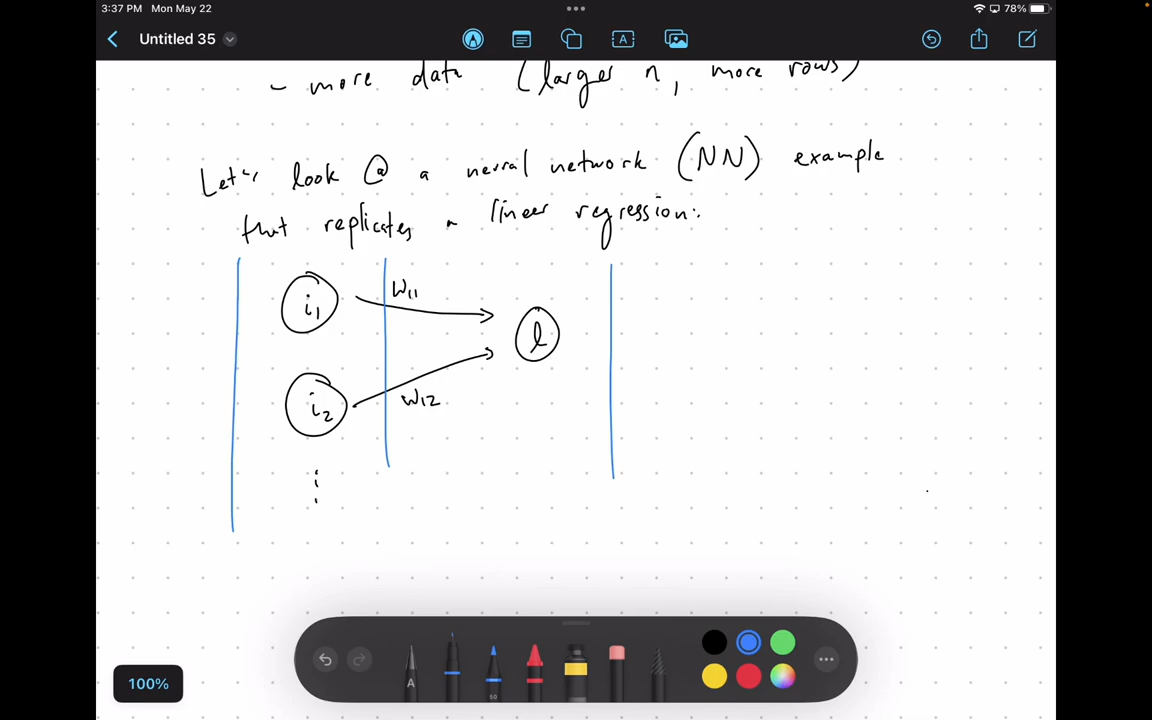 3:37 PM Mon May 22
78%
Untitled 35
- more data (larger n, more rows)
Let's look @ a neural network (NN) example
that replicates a linear regression:
i1
w11
l
i2
w12
A
50
100%